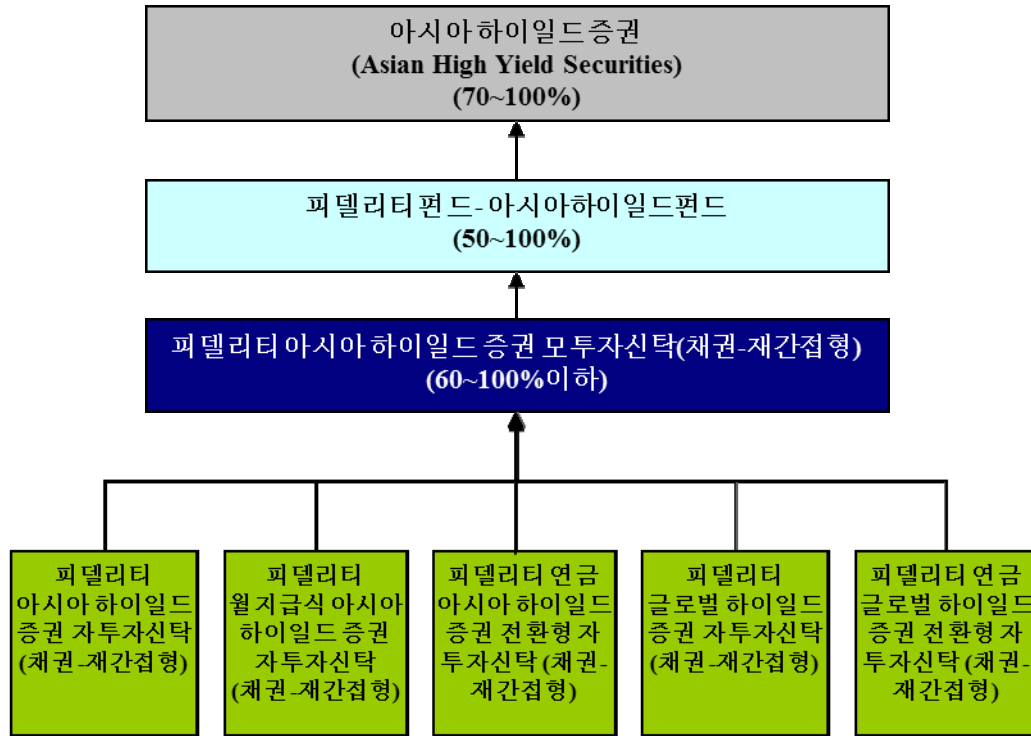 아시아 하이일드 증권
(Asian High Yield Securities)
(70~100%)
피델리티 펀드- 아시아하이일드펀드
(50~100%)
피델리티 아시아 하이일드 증권 모투자신탁(채권-재간접형)
(60~100%이하)
피델리티
아시아 하이일드
증권 자투자신탁
(채권-재간접형)
피델리티
월지급식 아시아
하이일드 증권
자투자신탁
(채권-재간접형)
피델리티 연금
아시아 하이일드
증권 전환형 자
투자신탁 (채권-
재간접형)
피델리티
글로벌 하이일드
증권 자투자신탁
(채권-재간접형)
피델리티 연금
글로벌 하이일드
증권 전환형 자
투자신탁 (채권-
재간접형)